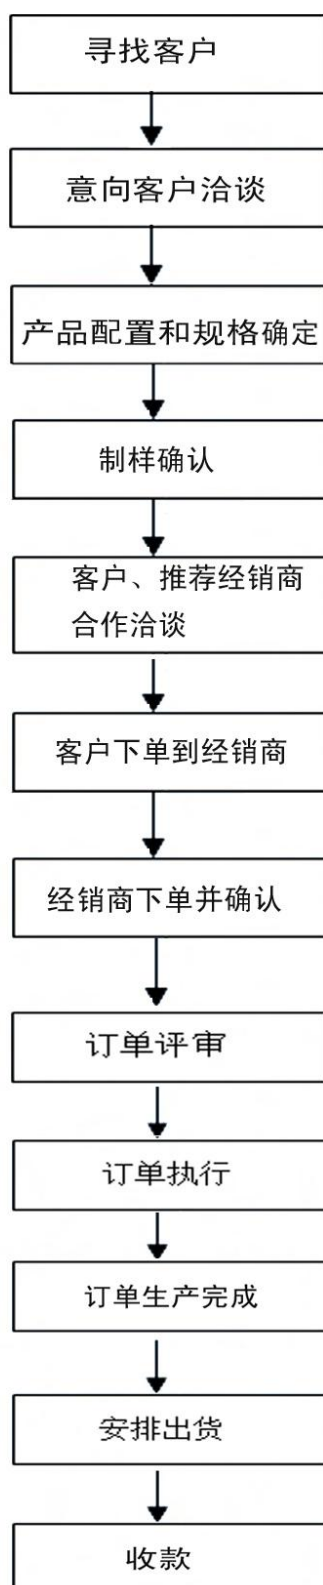 寻找客户
意向客户洽谈
产品配置和规格确定
制样确认
客户、推荐经销商
合作洽谈
客户下单到经销商
经销商下单并确认
订单评审
订单执行
订单生产完成
安排出货
收款